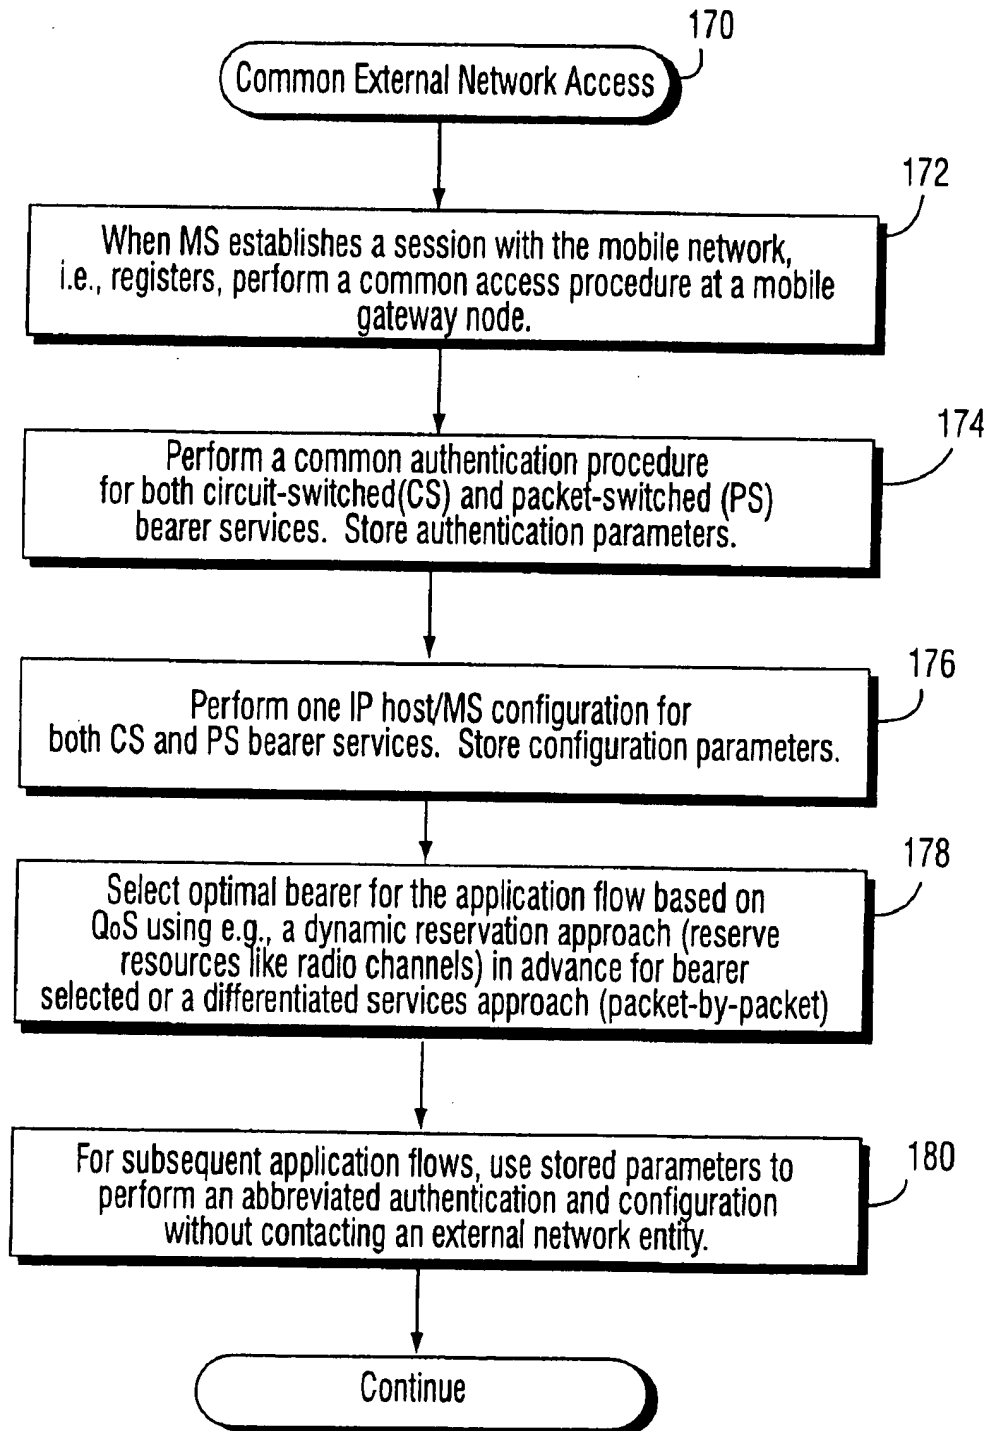 170
Common External Network Access
172
When MS establishes a session with the mobile network,
i.e., registers, perform a common access procedure at a mobile
gateway node.
174
Perform a common authentication procedure
for both circuit-switched(CS) and packet-switched (PS)
bearer services. Store authentication parameters.
176
Perform one IP host/MS configuration for
both CS and PS bearer services. Store configuration parameters.
178
Select optimal bearer for the application flow based on
QoS using e.g., a dynamic reservation approach (reserve
resources like radio channels) in advance for bearer
selected or a differentiated services approach (packet-by-packet)
180
For subsequent application flows, use stored parameters to
perform an abbreviated authentication and configuration
without contacting an external network entity.
Continue